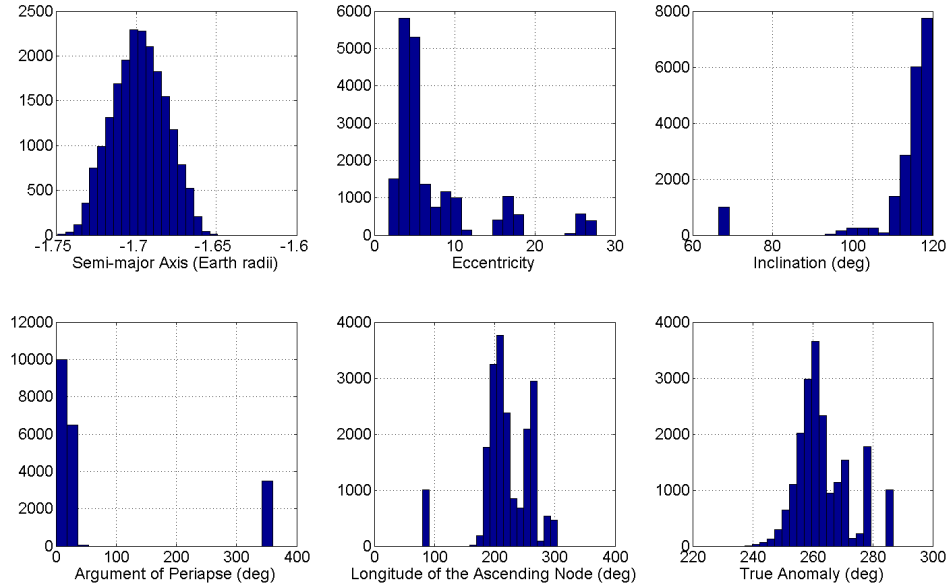 2500
2000
1500
1000
500
0
-1.75 -1.7 -1.65 -1.6
Semi-major Axis (Earth radii)
6000
5000
4000
3000
2000
1000
0
0 10 20 30
Eccentricity
8000
6000
4000
2000
0
60 80 100 120
Inclination (deg)
12000
10000
8000
6000
4000
2000
0
0 100 200 300 400
Argument of Periapse (deg)
4000
3000
2000
1000
0
0 100 200 300 400
Longitude of the Ascending Node (deg)
4000
3000
2000
1000
0
220 240 260 280 300
True Anomaly (deg)